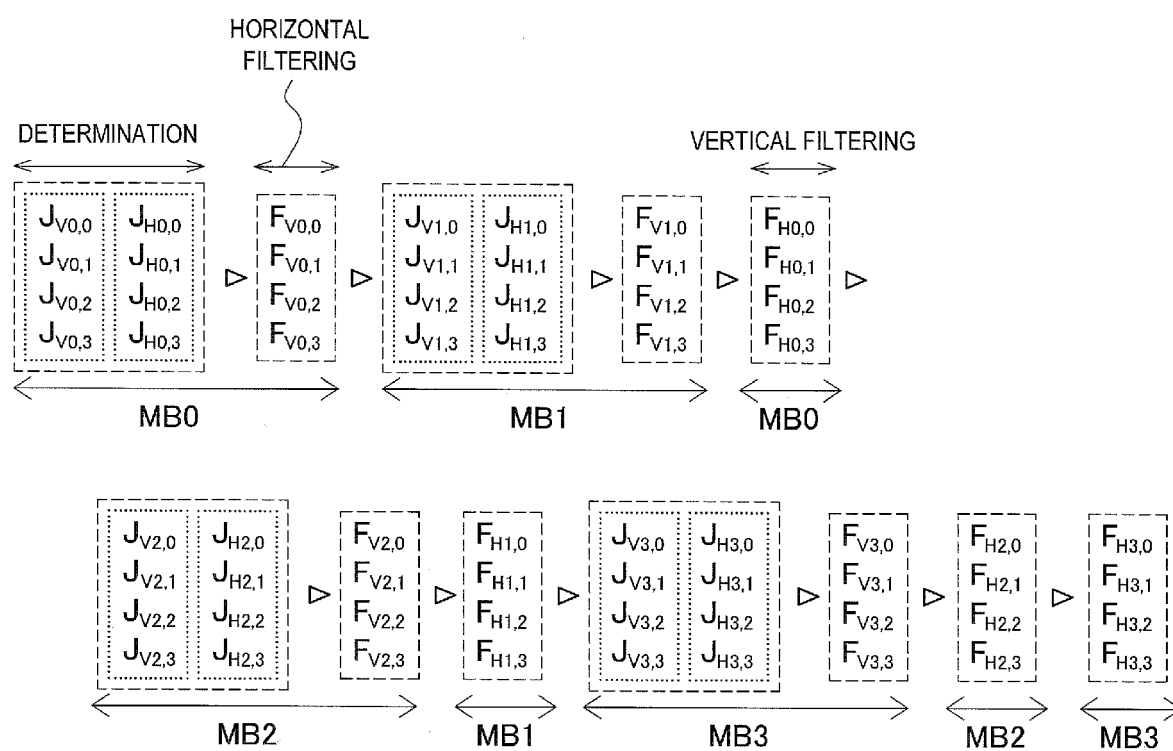 HORIZONTAL
FILTERING
DETERMINATION
VERTICAL FILTERING
JV0,0 JH0,0 FV0,0 JV1,0 JH1,0 FV1,0 FH0,0
JV0,1 JH0,1 FV0,1 JV1,1 JH1,1 FV1,1 FH0,1
JV0,2 JH0,2 FV0,2 JV1,2 JH1,2 FV1,2 FH0,2
JV0,3 JH0,3 FV0,3 JV1,3 JH1,3 FV1,3 FH0,3
MB0 MB1 MB0
JV2,0 JH2,0 FV2,0 FH1,0 JV3,0 JH3,0 FV3,0 FH2,0 FH3,0
JV2,1 JH2,1 FV2,1 FH1,1 JV3,1 JH3,1 FV3,1 FH2,1 FH3,1
JV2,2 JH2,2 FV2,2 FH1,2 JV3,2 JH3,2 FV3,2 FH2,2 FH3,2
JV2,3 JH2,3 FV2,3 FH1,3 JV3,3 JH3,3 FV3,3 FH2,3 FH3,3
MB2 MB1 MB3 MB2 MB3